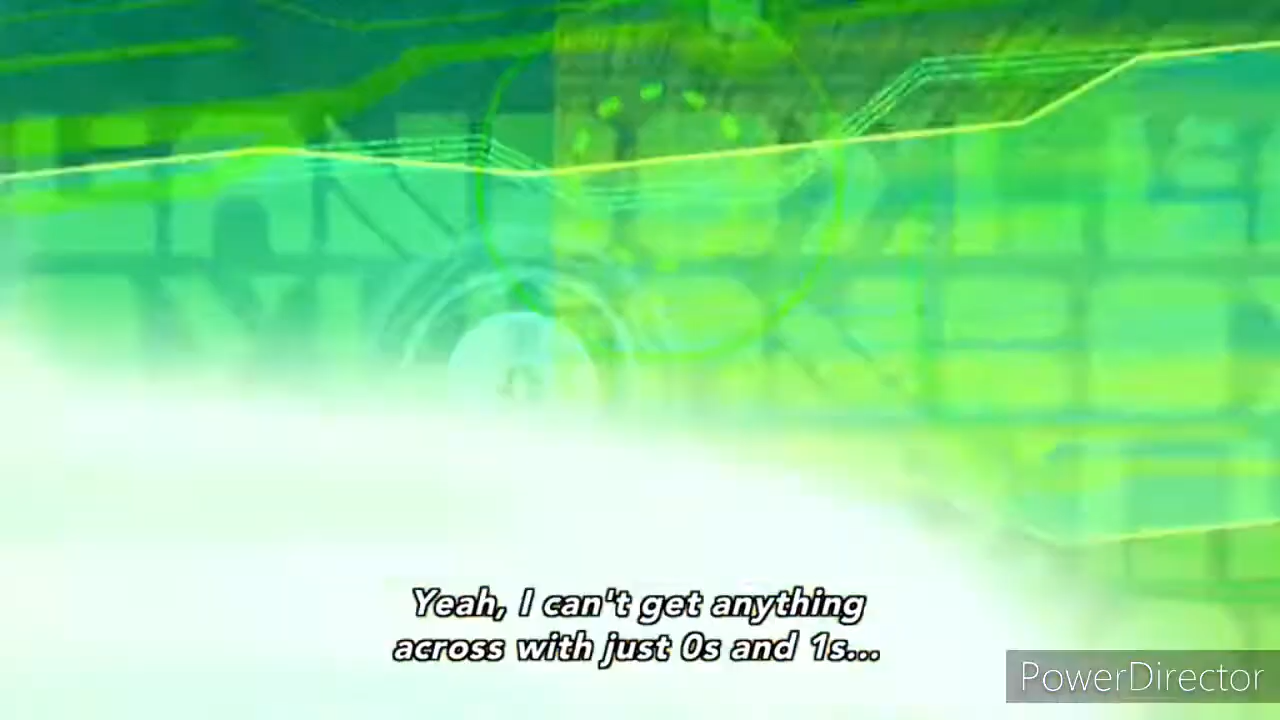 Yeah, I can't get anything
across with just 0s and 1s...
PowerDirector